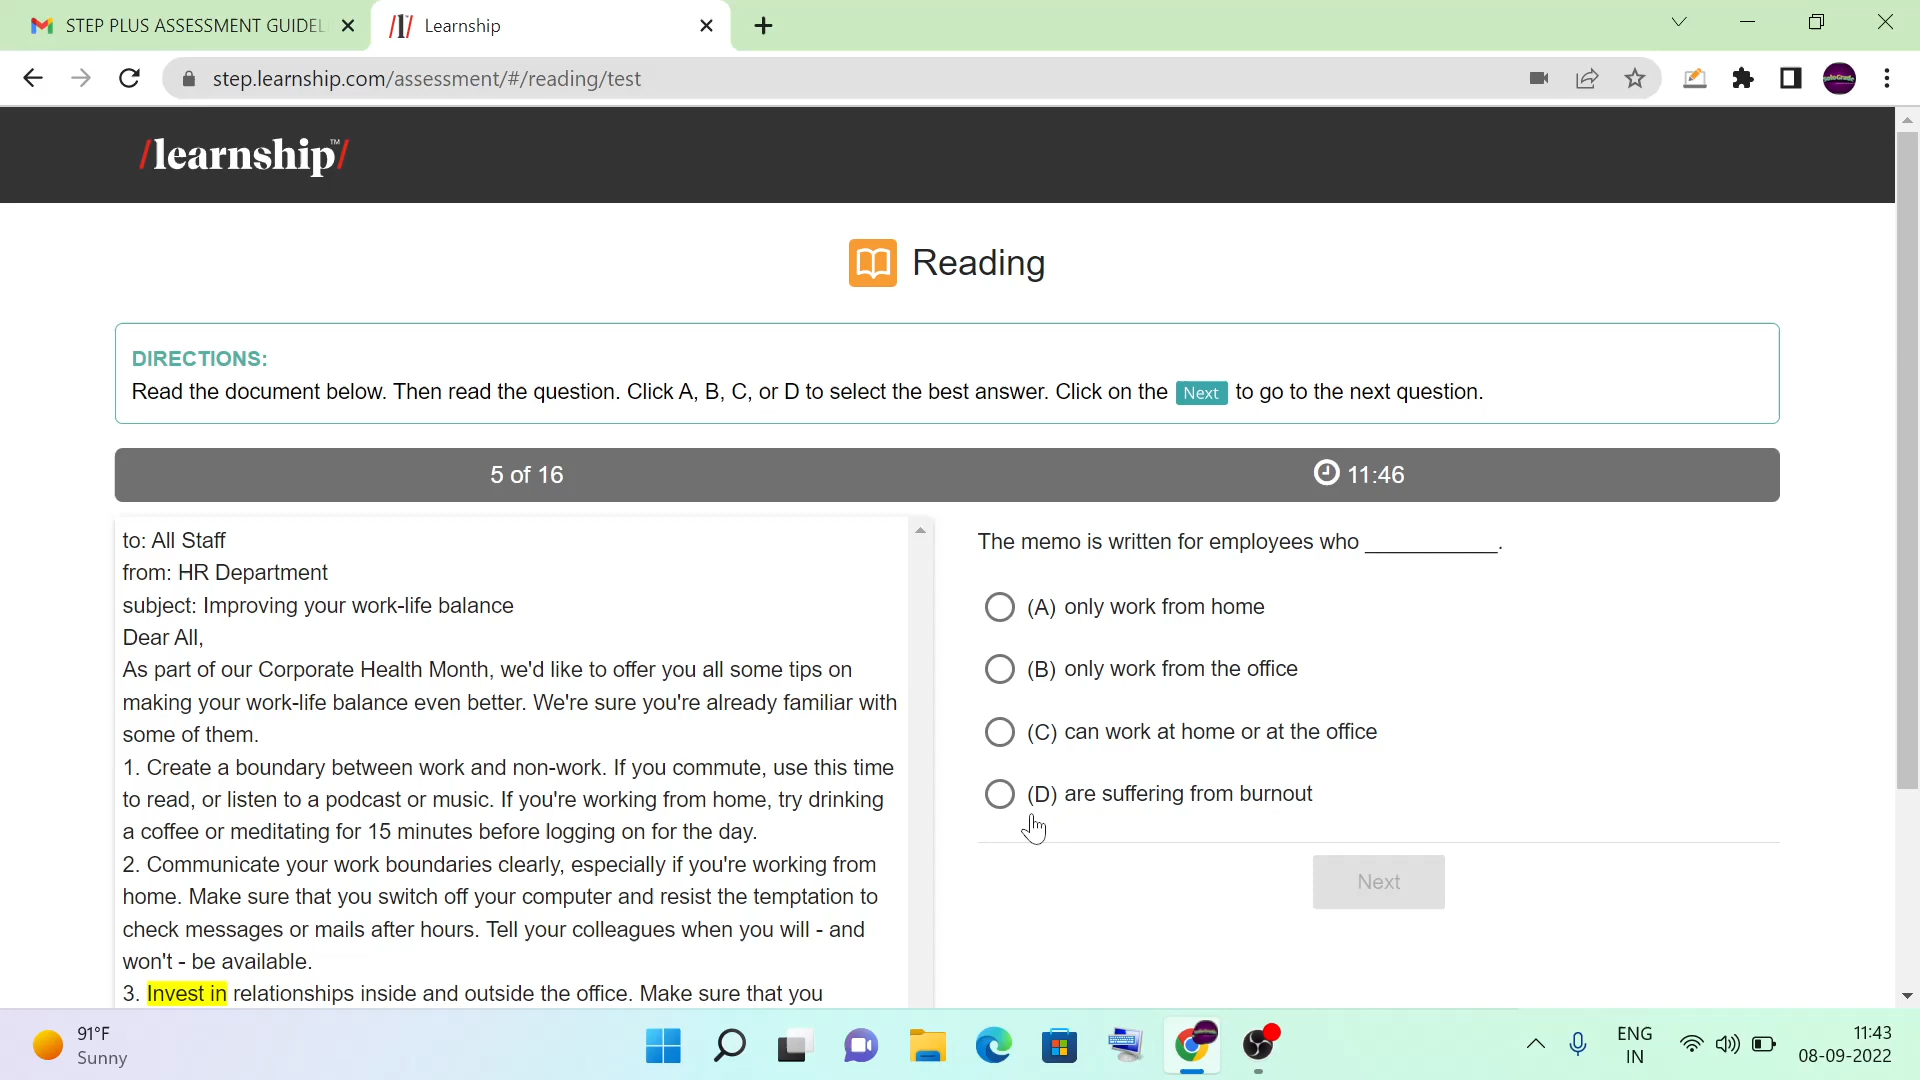 STEP PLUS ASSESSMENT GUIDEL
Learnship
step.learnship.com/assessment/#/reading/test
/learnship™/
Reading
DIRECTIONS:
Read the document below. Then read the question. Click A, B, C, or D to select the best answer. Click on the Next to go to the next question.
5 of 16
11:46
to: All Staff
from: HR Department
subject: Improving your work-life balance
Dear All,
As part of our Corporate Health Month, we'd like to offer you all some tips on
making your work-life balance even better. We're sure you're already familiar with
some of them.
1. Create a boundary between work and non-work. If you commute, use this time
to read, or listen to a podcast or music. If you're working from home, try drinking
a coffee or meditating for 15 minutes before logging on for the day.
2. Communicate your work boundaries clearly, especially if you're working from
home. Make sure that you switch off your computer and resist the temptation to
check messages or mails after hours. Tell your colleagues when you will - and
won't - be available.
3. Invest in relationships inside and outside the office. Make sure that you
The memo is written for employees who ___________.
(A) only work from home
(B) only work from the office
(C) can work at home or at the office
(D) are suffering from burnout
Next
91°F
Sunny
ENG
IN
11:43
08-09-2022